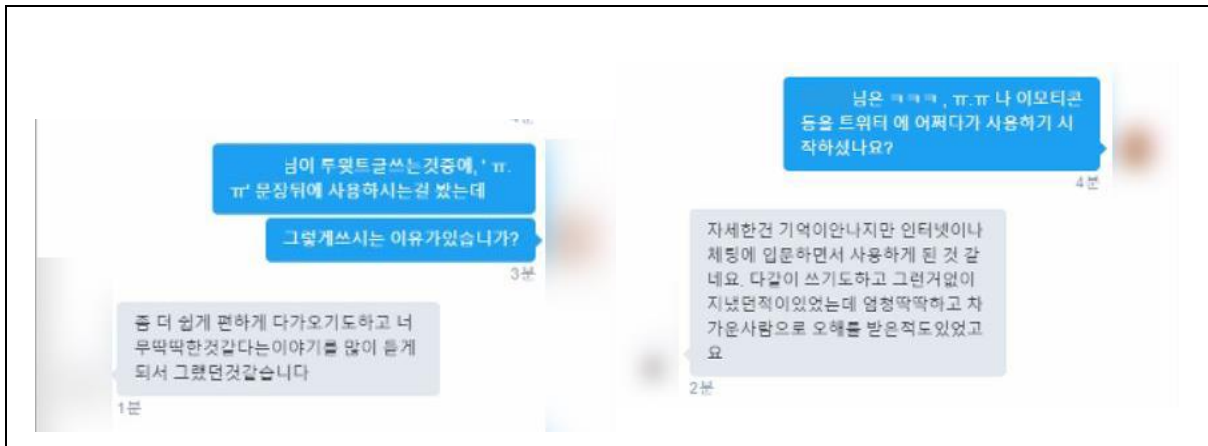 님이 투윗트글쓰는것중에, ' ㅠ.
ㅠ' 문장뒤에 사용하시는걸 봤는데
그렇게쓰시는 이유가있습니까?
3분
좀 더 쉽게 편하게 다가오기도하고 너
무딱딱한것같다는이야기를 많이 듣게
되서 그랬던것같습니다
1분
님은 ㅋㅋㅋ , ㅠ.ㅠ 나 이모티콘
등을 트위터 에 어쩌다가 사용하기 시
작하셨나요?
4분
자세한건 기억이안나지만 인터넷이나
체팅에 입문하면서 사용하게 된 것 같
네요. 다같이 쓰기도하고 그런거없이
지냈던적이있었는데 엄청딱딱하고 차
가운사람으로 오해를 받은적도있었고
요
2분